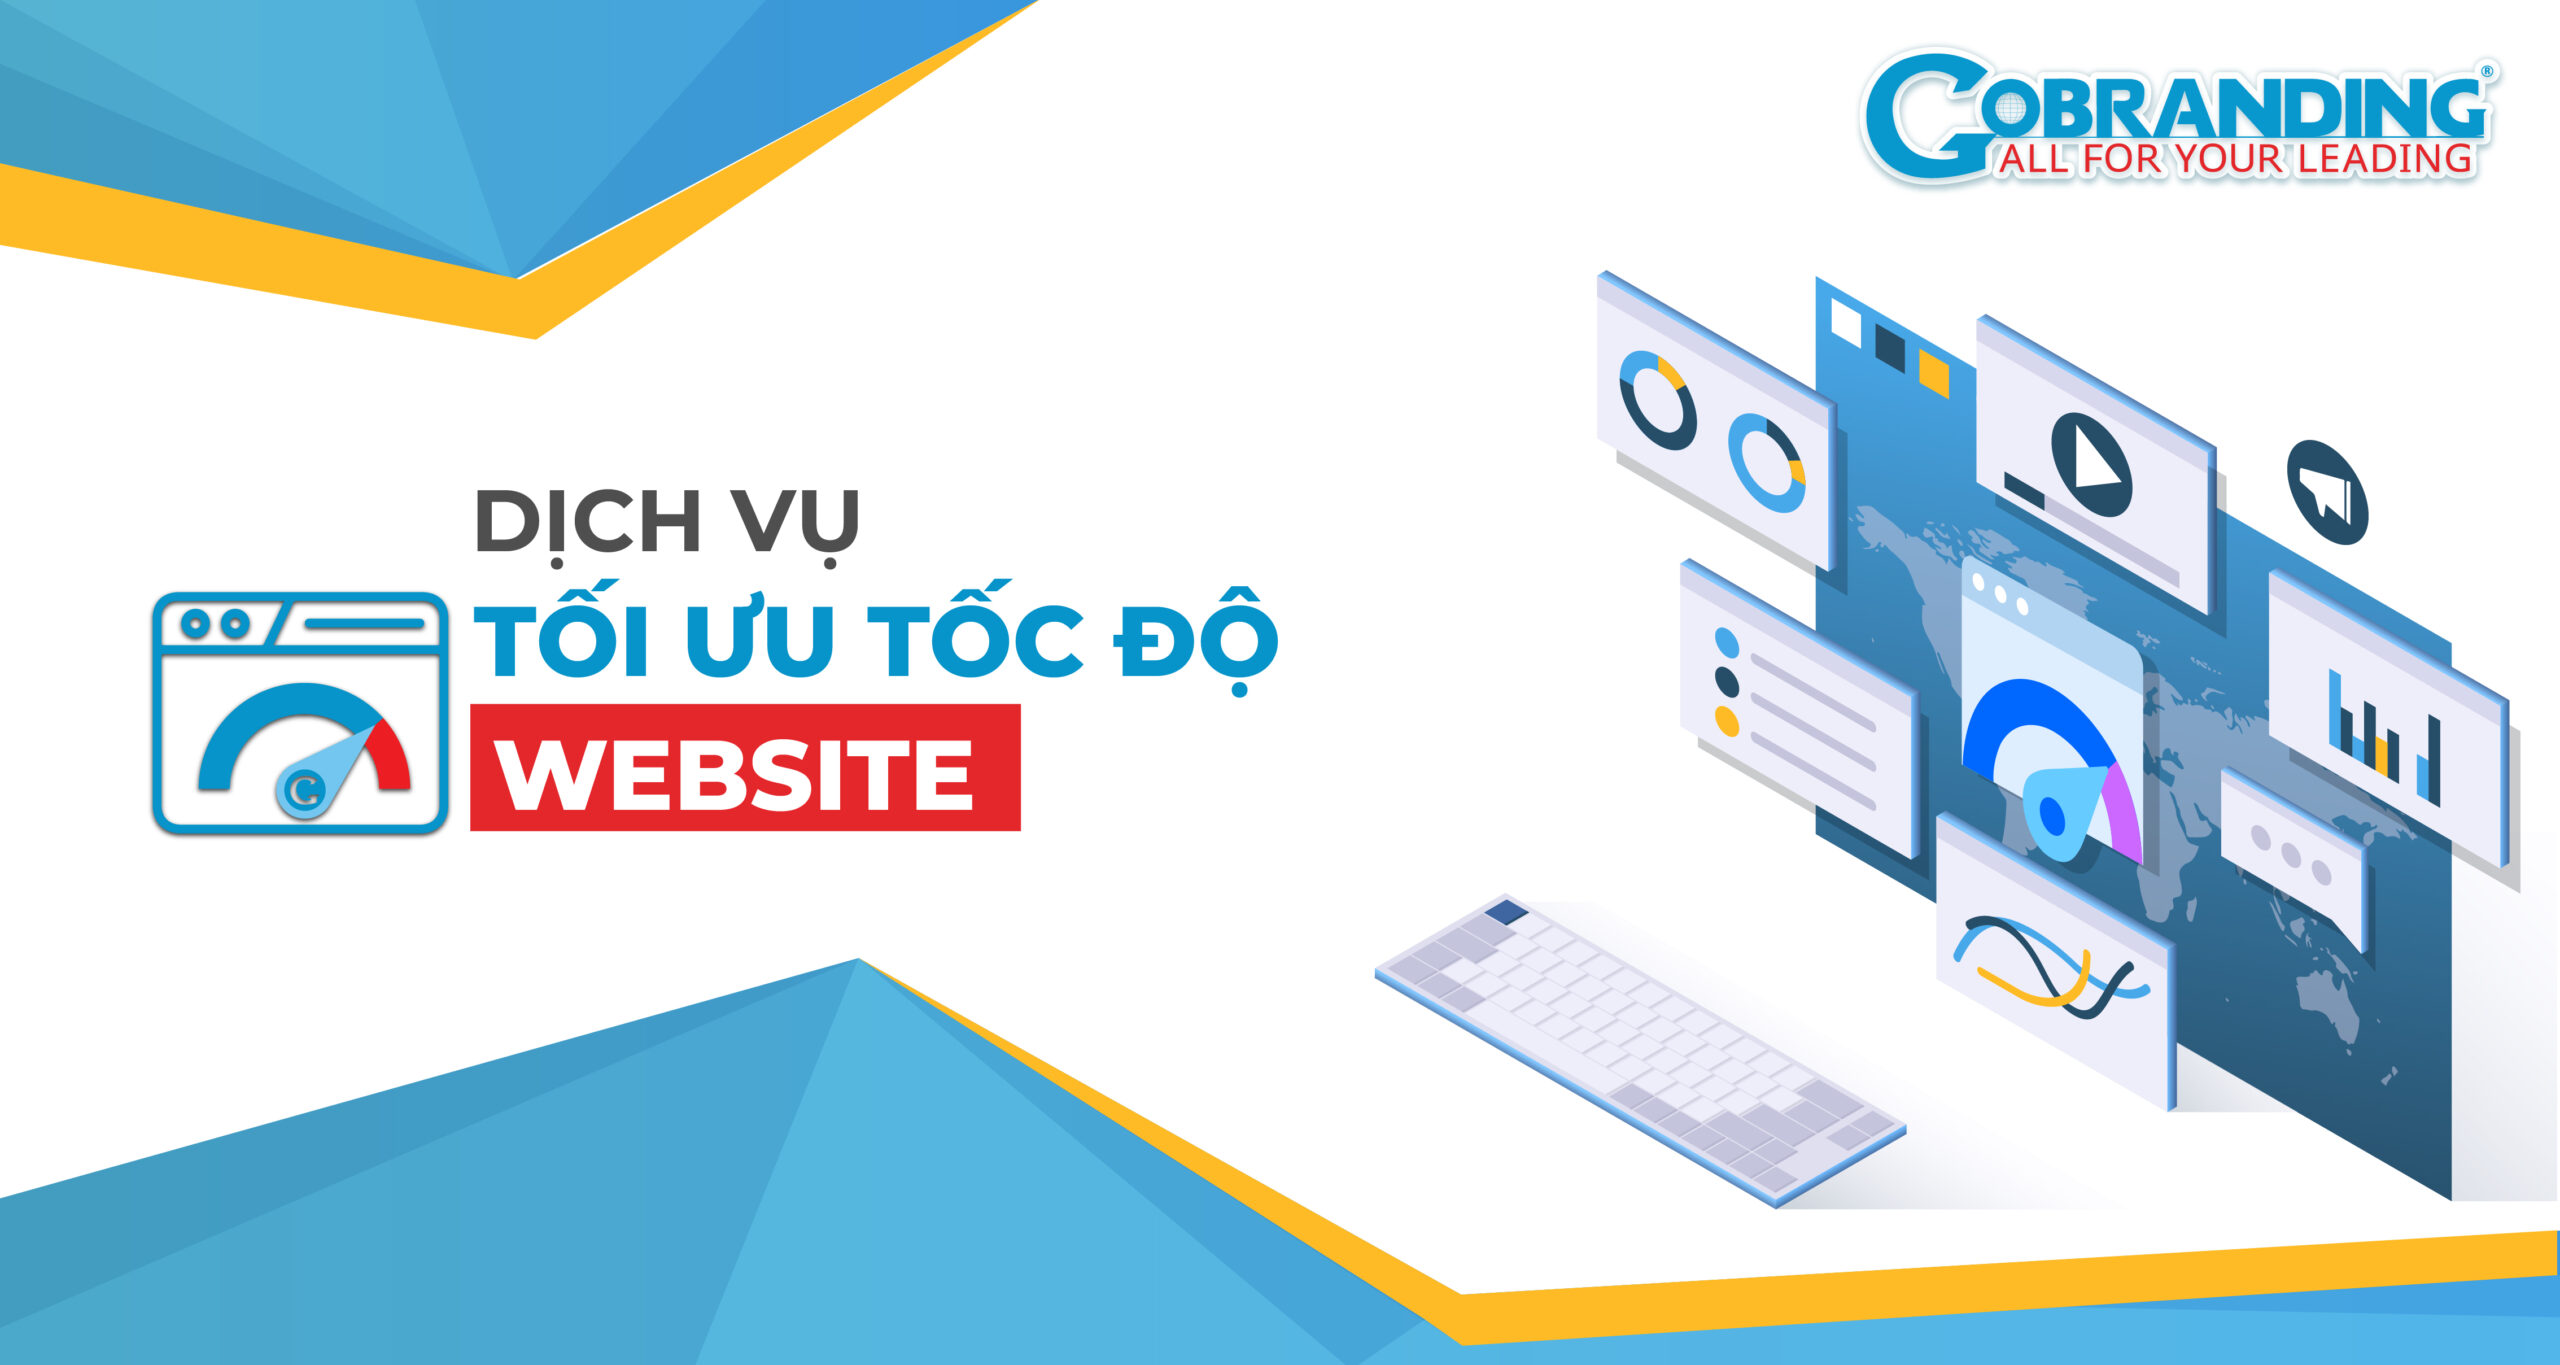 GOBRANDING®
ALL FOR YOUR LEADING
DỊCH VỤ
TỐI ƯU TỐC ĐỘ
WEBSITE